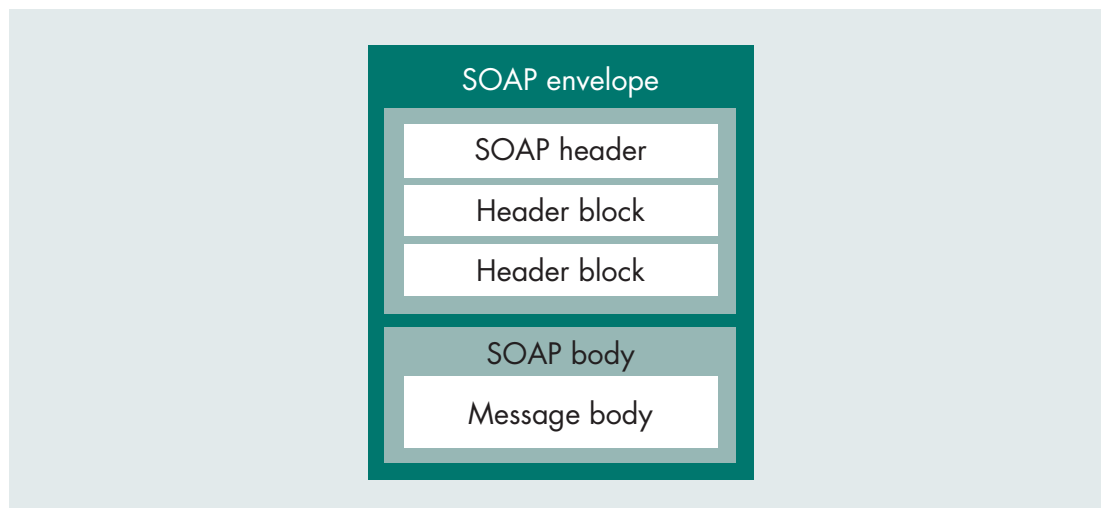 SOAP envelope
SOAP header
Header block
Header block
SOAP body
Message body